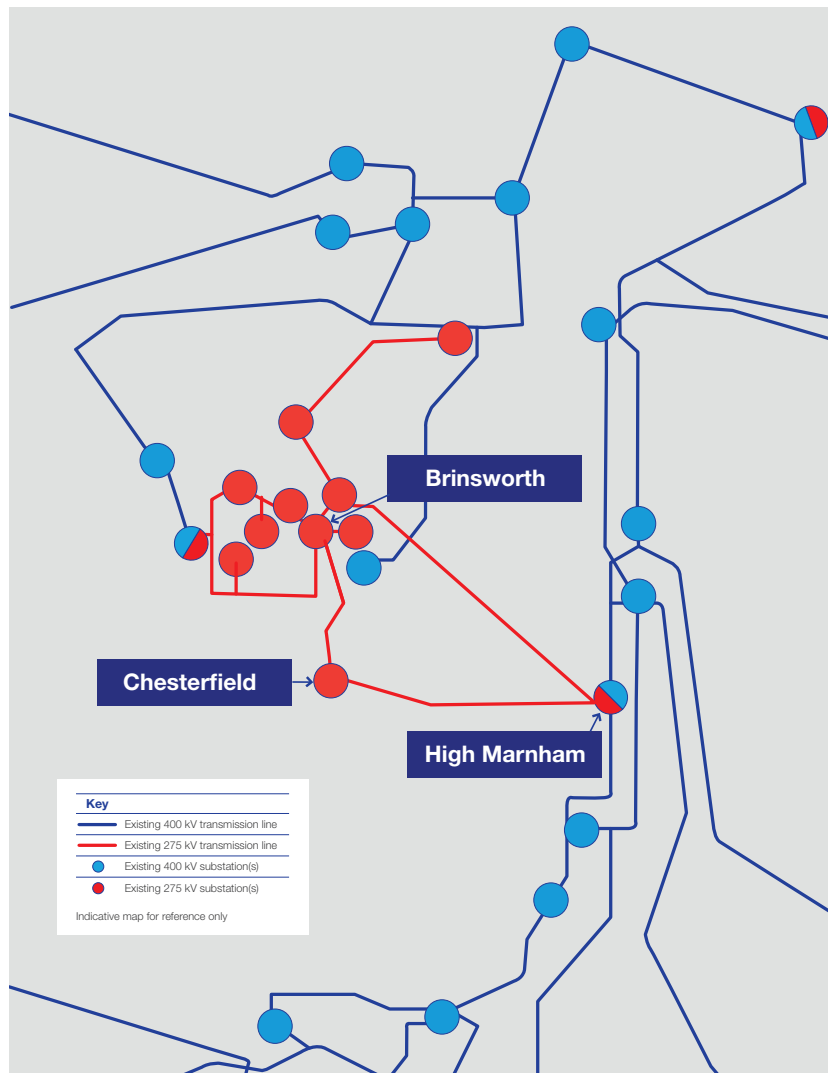 Brinsworth
Chesterfield
High Marnham
Key
Existing 400 kV transmission line
Existing 275 kV transmission line
Existing 400 kV substation(s)
Existing 275 kV substation(s)
Indicative map for reference only